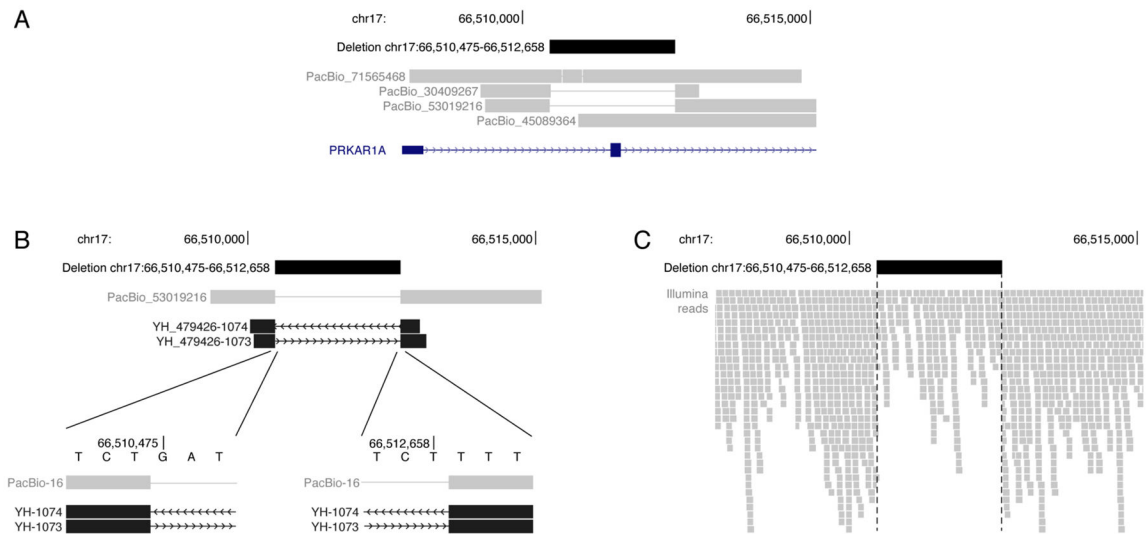 A
chr17: 66,510,000 66,515,000
Deletion chr17:66,510,475-66,512,658
PacBio_71565468
PacBio_30409267
PacBio_53019216
PacBio_45089364
PRKAR1A
B
chr17: 66,510,000 66,515,000
Deletion chr17:66,510,475-66,512,658
PacBio_53019216
YH_479426-1074
YH_479426-1073
66,510,475 66,512,658
T C T G A T T C T T T T
PacBio-16 PacBio-16
YH-1074 YH-1074
YH-1073 YH-1073
C
chr17: 66,510,000 66,515,000
Deletion chr17:66,510,475-66,512,658
Illumina
reads